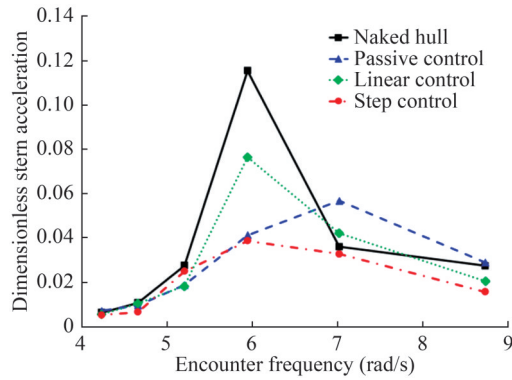 0.14
0.12
0.10
0.08
0.06
0.04
0.02
0
Dimensionless stern acceleration
Naked hull
Passive control
Linear control
Step control
4 5 6 7 8 9
Encounter frequency (rad/s)